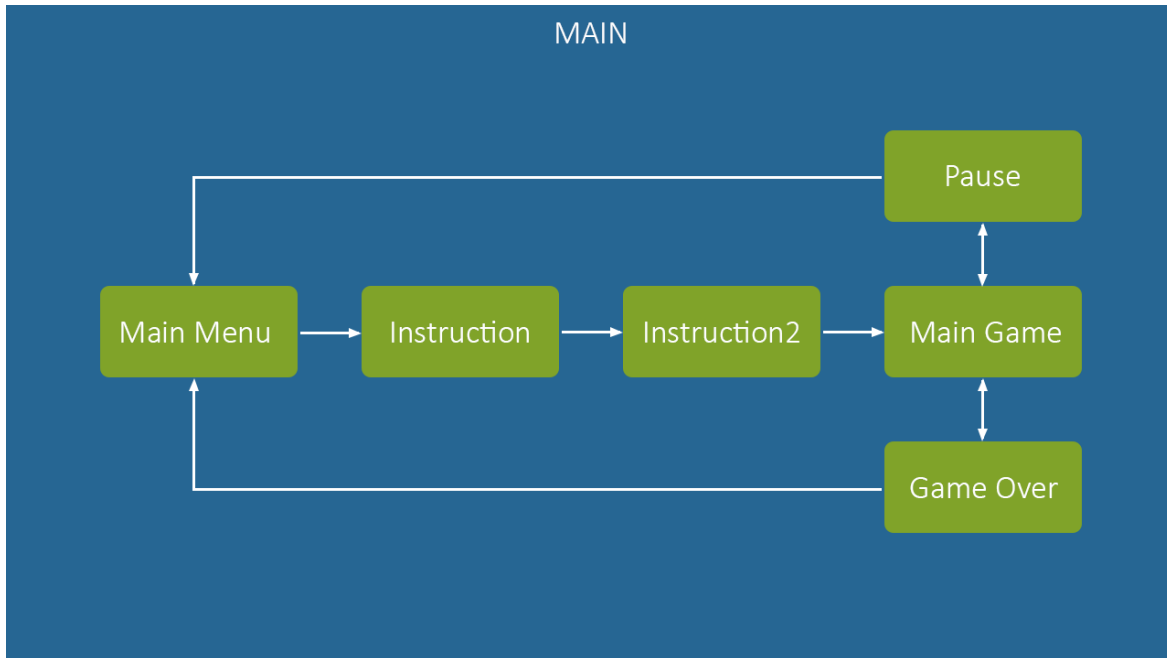 MAIN
Pause
Main Menu
Instruction
Instruction2
Main Game
Game Over